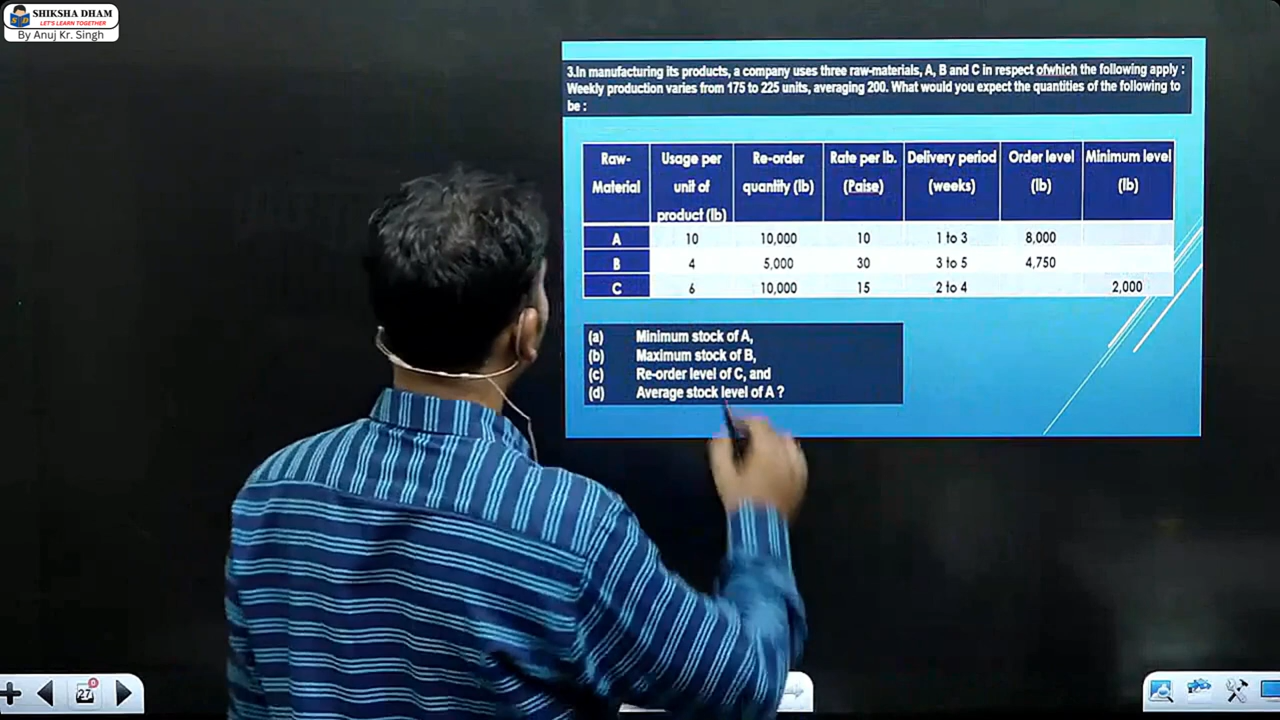 SHIKSHA DHAM
LET'S LEARN TOGETHER
By Anuj Kr. Singh
3.In manufacturing its products, a company uses three raw-materials, A, B and C in respect ofwhich the following apply :
Weekly production varies from 175 to 225 units, averaging 200. What would you expect the quantities of the following to
be :
Raw-Material Usage per unit of product (lb) Re-order quantity (lb) Rate per lb. (Paise) Delivery period (weeks) Order level (lb) Minimum level (lb)
A 10 10,000 10 1 to 3 8,000
B 4 5,000 30 3 to 5 4,750
C 6 10,000 15 2 to 4 2,000
(a) Minimum stock of A,
(b) Maximum stock of B,
(c) Re-order level of C, and
(d) Average stock level of A ?
27